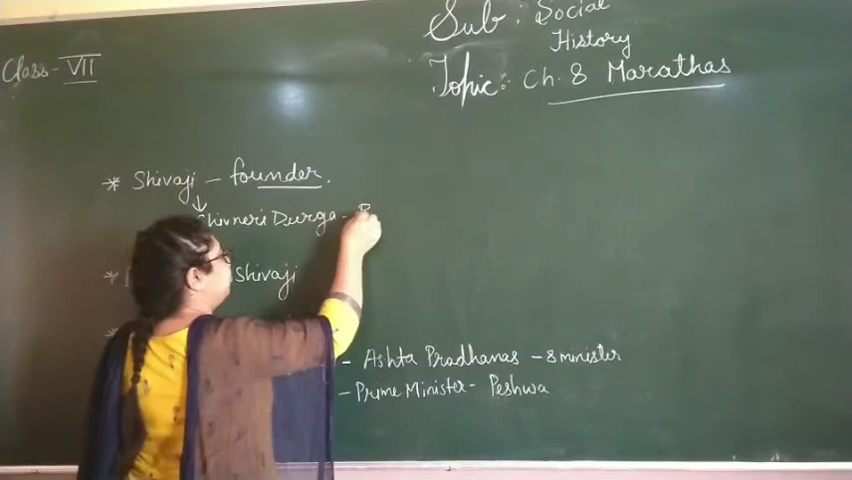 Sub. Social
History
Class - VII
Topic: Ch. 8 Marathas
* Shivaji - founder.
Shivneri Durga -
* Shivaji
*
- Ashta Pradhanas - 8 minister
- Prime Minister - Peshwa